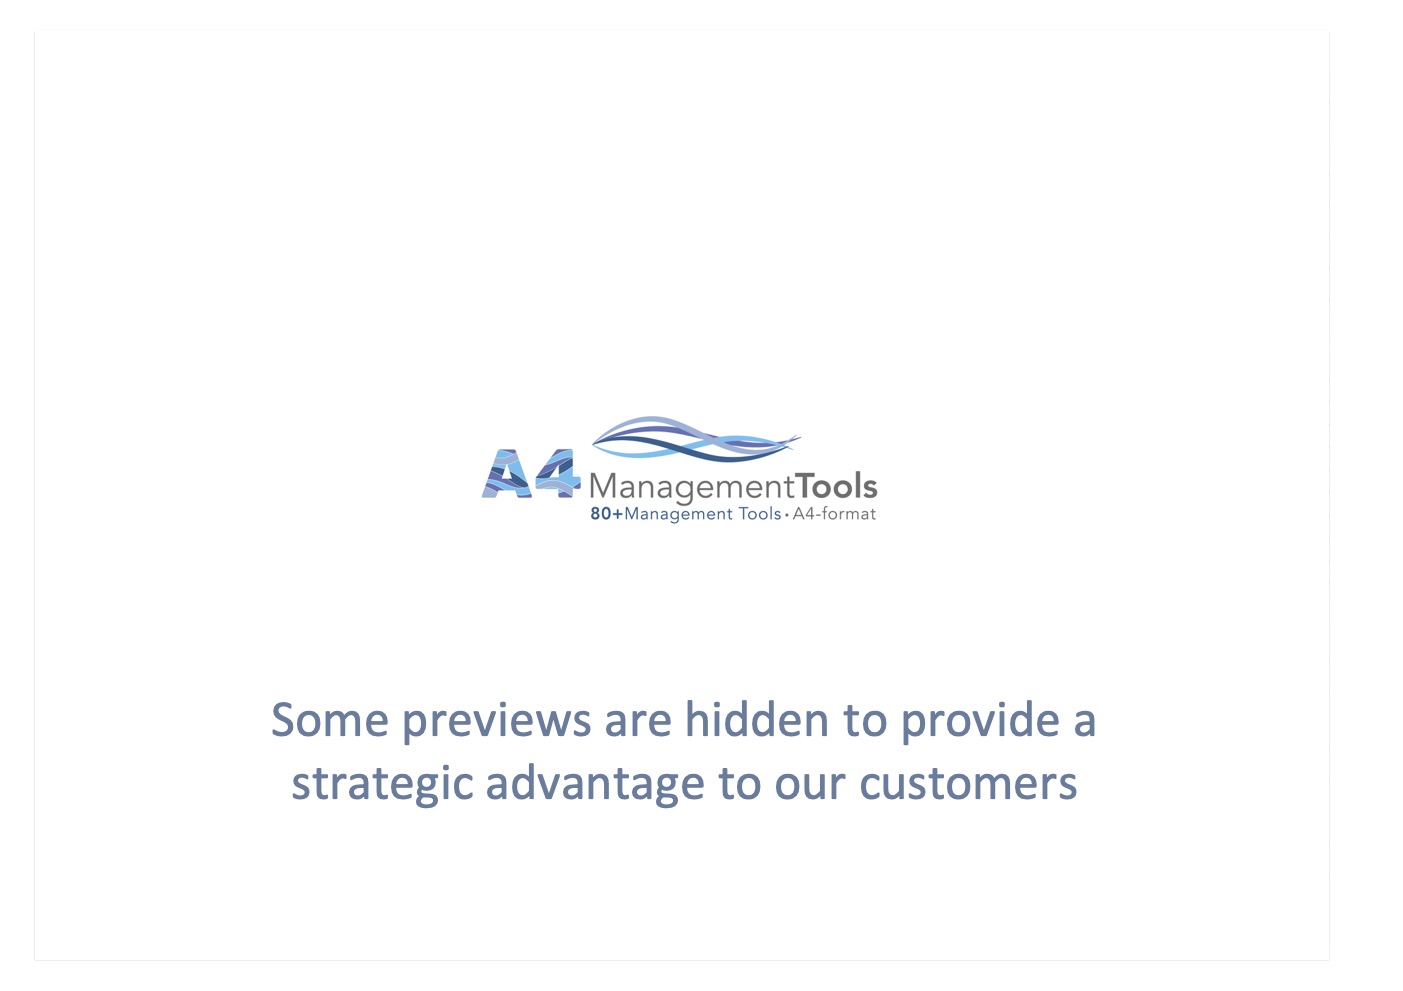 A4 ManagementTools
80+Management Tools • A4-format
Some previews are hidden to provide a
strategic advantage to our customers